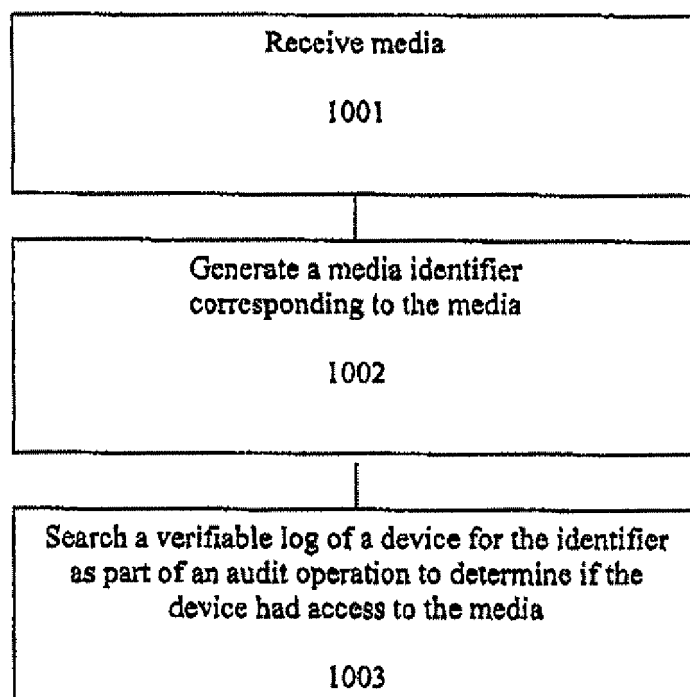 Receive media
1001
Generate a media identifier
corresponding to the media
1002
Search a verifiable log of a device for the identifier
as part of an audit operation to determine if the
device had access to the media
1003